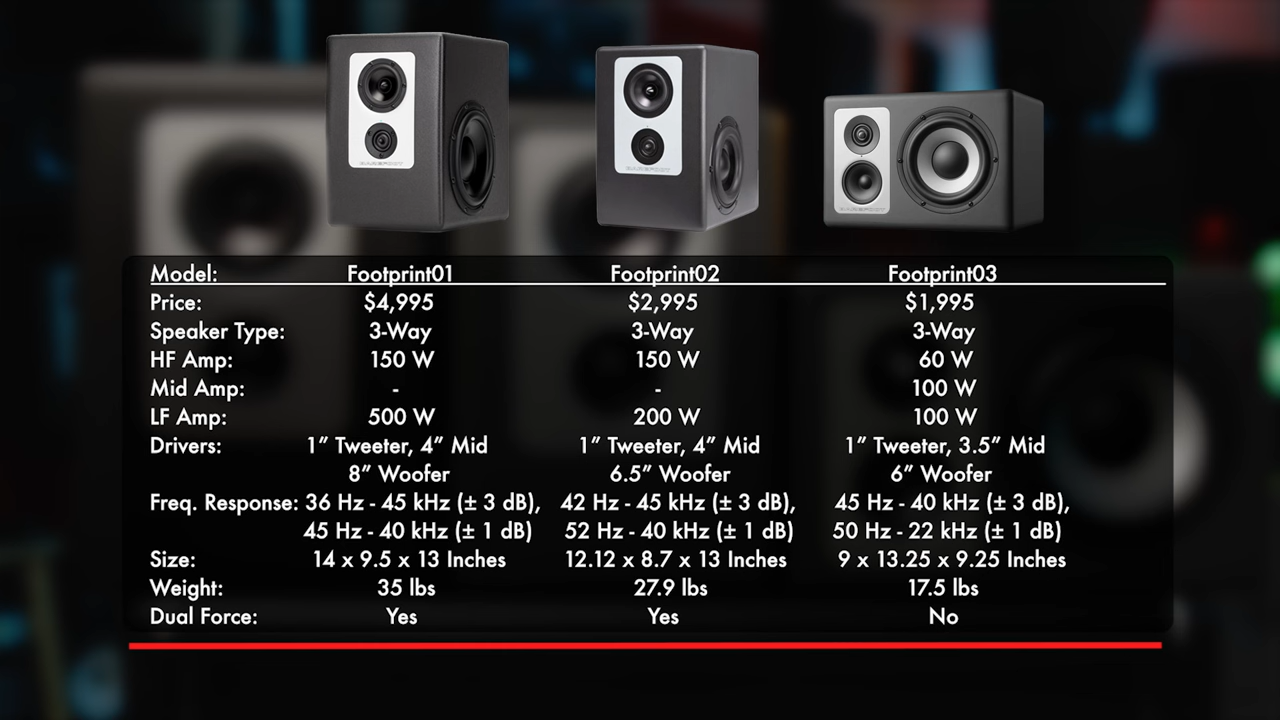 BAREFOOT
BAREFOOT
BAREFOOT
Model: Footprint01 Footprint02 Footprint03
Price: $4,995 $2,995 $1,995
Speaker Type: 3-Way 3-Way 3-Way
HF Amp: 150 W 150 W 60 W
Mid Amp: - - 100 W
LF Amp: 500 W 200 W 100 W
Drivers: 1” Tweeter, 4” Mid 1” Tweeter, 4” Mid 1” Tweeter, 3.5” Mid
8” Woofer 6.5” Woofer 6” Woofer
Freq. Response: 36 Hz - 45 kHz (± 3 dB), 42 Hz - 45 kHz (± 3 dB), 45 Hz - 40 kHz (± 3 dB),
45 Hz - 40 kHz (± 1 dB) 52 Hz - 40 kHz (± 1 dB) 50 Hz - 22 kHz (± 1 dB)
Size: 14 x 9.5 x 13 Inches 12.12 x 8.7 x 13 Inches 9 x 13.25 x 9.25 Inches
Weight: 35 lbs 27.9 lbs 17.5 lbs
Dual Force: Yes Yes No